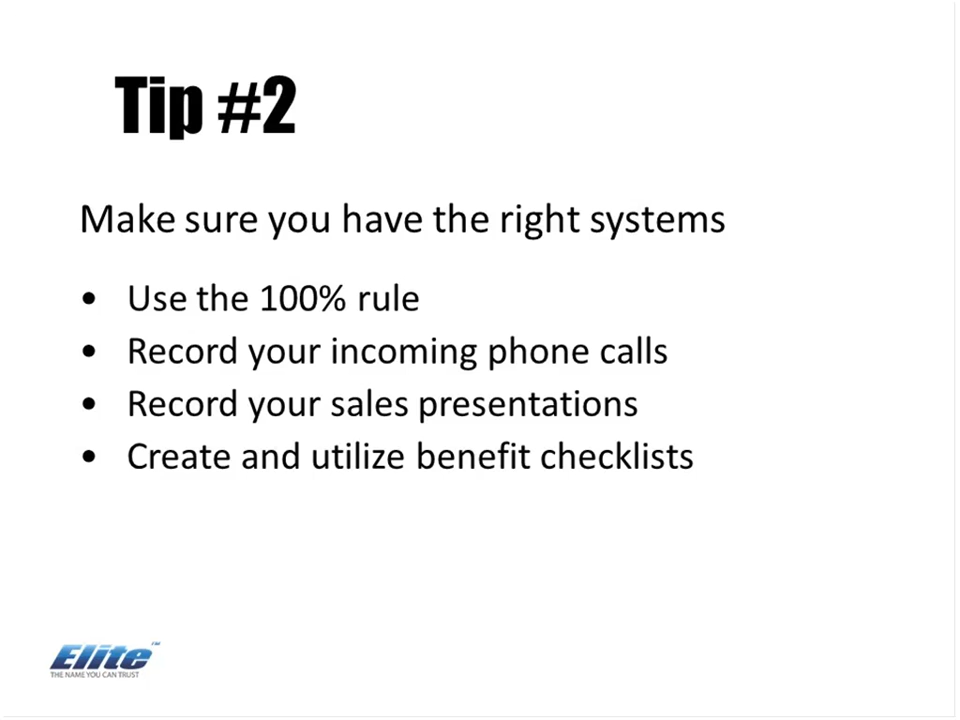 Tip #2
Make sure you have the right systems
• Use the 100% rule
• Record your incoming phone calls
• Record your sales presentations
• Create and utilize benefit checklists
Elite™
THE NAME YOU CAN TRUST